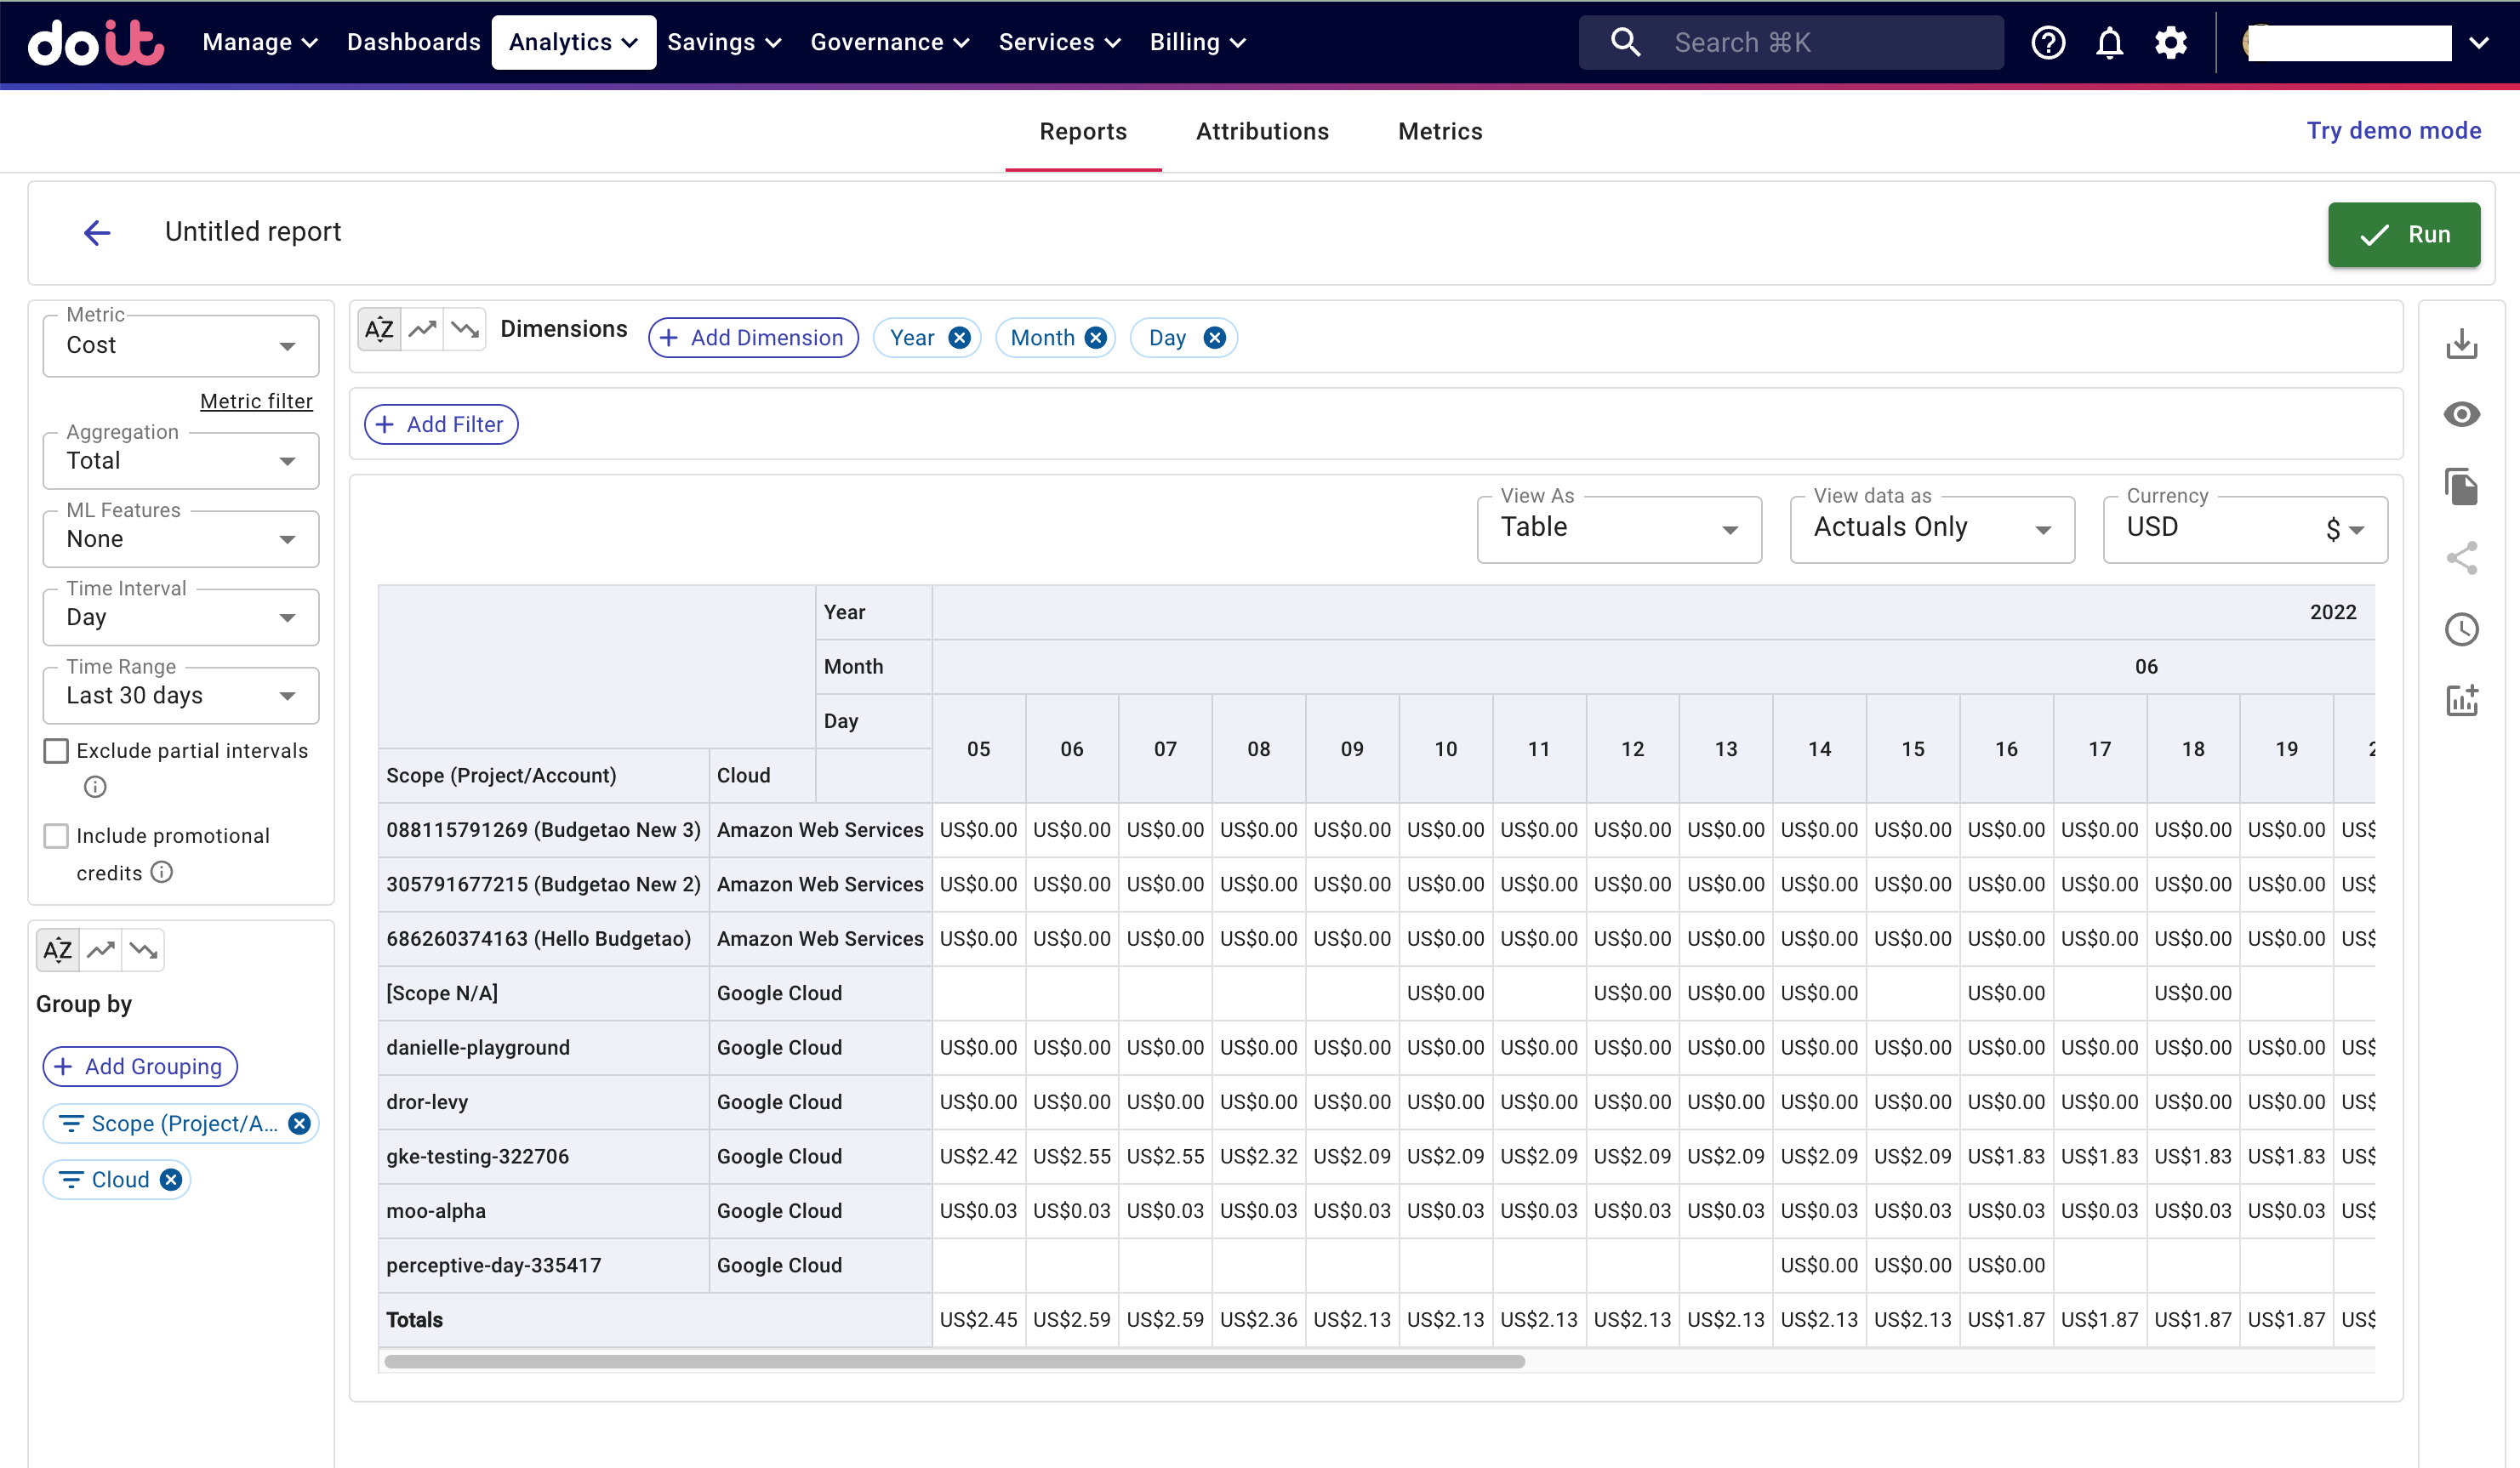 doit Manage Dashboards Analytics Savings Governance Services Billing Search ⌘K
Reports Attributions Metrics Try demo mode
Untitled report Run
Metric
Cost
Metric filter
Aggregation
Total
ML Features
None
Time Interval
Day
Time Range
Last 30 days
Exclude partial intervals
Include promotional
credits
AZ
Group by
+ Add Grouping
Scope (Project/A...
Cloud
AZ Dimensions + Add Dimension Year Month Day
+ Add Filter
View As View data as Currency
Table Actuals Only USD $
Year 2022
Month 06
Day
05 06 07 08 09 10 11 12 13 14 15 16 17 18 19
Scope (Project/Account) Cloud
088115791269 (Budgetao New 3) Amazon Web Services US$0.00 US$0.00 US$0.00 US$0.00 US$0.00 US$0.00 US$0.00 US$0.00 US$0.00 US$0.00 US$0.00 US$0.00 US$0.00 US$0.00 US$0.00 US$
305791677215 (Budgetao New 2) Amazon Web Services US$0.00 US$0.00 US$0.00 US$0.00 US$0.00 US$0.00 US$0.00 US$0.00 US$0.00 US$0.00 US$0.00 US$0.00 US$0.00 US$0.00 US$0.00 US$
686260374163 (Hello Budgetao) Amazon Web Services US$0.00 US$0.00 US$0.00 US$0.00 US$0.00 US$0.00 US$0.00 US$0.00 US$0.00 US$0.00 US$0.00 US$0.00 US$0.00 US$0.00 US$0.00 US$
[Scope N/A] Google Cloud US$0.00 US$0.00 US$0.00 US$0.00 US$0.00 US$0.00
danielle-playground Google Cloud US$0.00 US$0.00 US$0.00 US$0.00 US$0.00 US$0.00 US$0.00 US$0.00 US$0.00 US$0.00 US$0.00 US$0.00 US$0.00 US$0.00 US$0.00 US$
dror-levy Google Cloud US$0.00 US$0.00 US$0.00 US$0.00 US$0.00 US$0.00 US$0.00 US$0.00 US$0.00 US$0.00 US$0.00 US$0.00 US$0.00 US$0.00 US$0.00 US$
gke-testing-322706 Google Cloud US$2.42 US$2.55 US$2.55 US$2.32 US$2.09 US$2.09 US$2.09 US$2.09 US$2.09 US$2.09 US$2.09 US$1.83 US$1.83 US$1.83 US$1.83 US$
moo-alpha Google Cloud US$0.03 US$0.03 US$0.03 US$0.03 US$0.03 US$0.03 US$0.03 US$0.03 US$0.03 US$0.03 US$0.03 US$0.03 US$0.03 US$0.03 US$0.03 US$
perceptive-day-335417 Google Cloud US$0.00 US$0.00 US$0.00
Totals US$2.45 US$2.59 US$2.59 US$2.36 US$2.13 US$2.13 US$2.13 US$2.13 US$2.13 US$2.13 US$2.13 US$1.87 US$1.87 US$1.87 US$1.87 US$